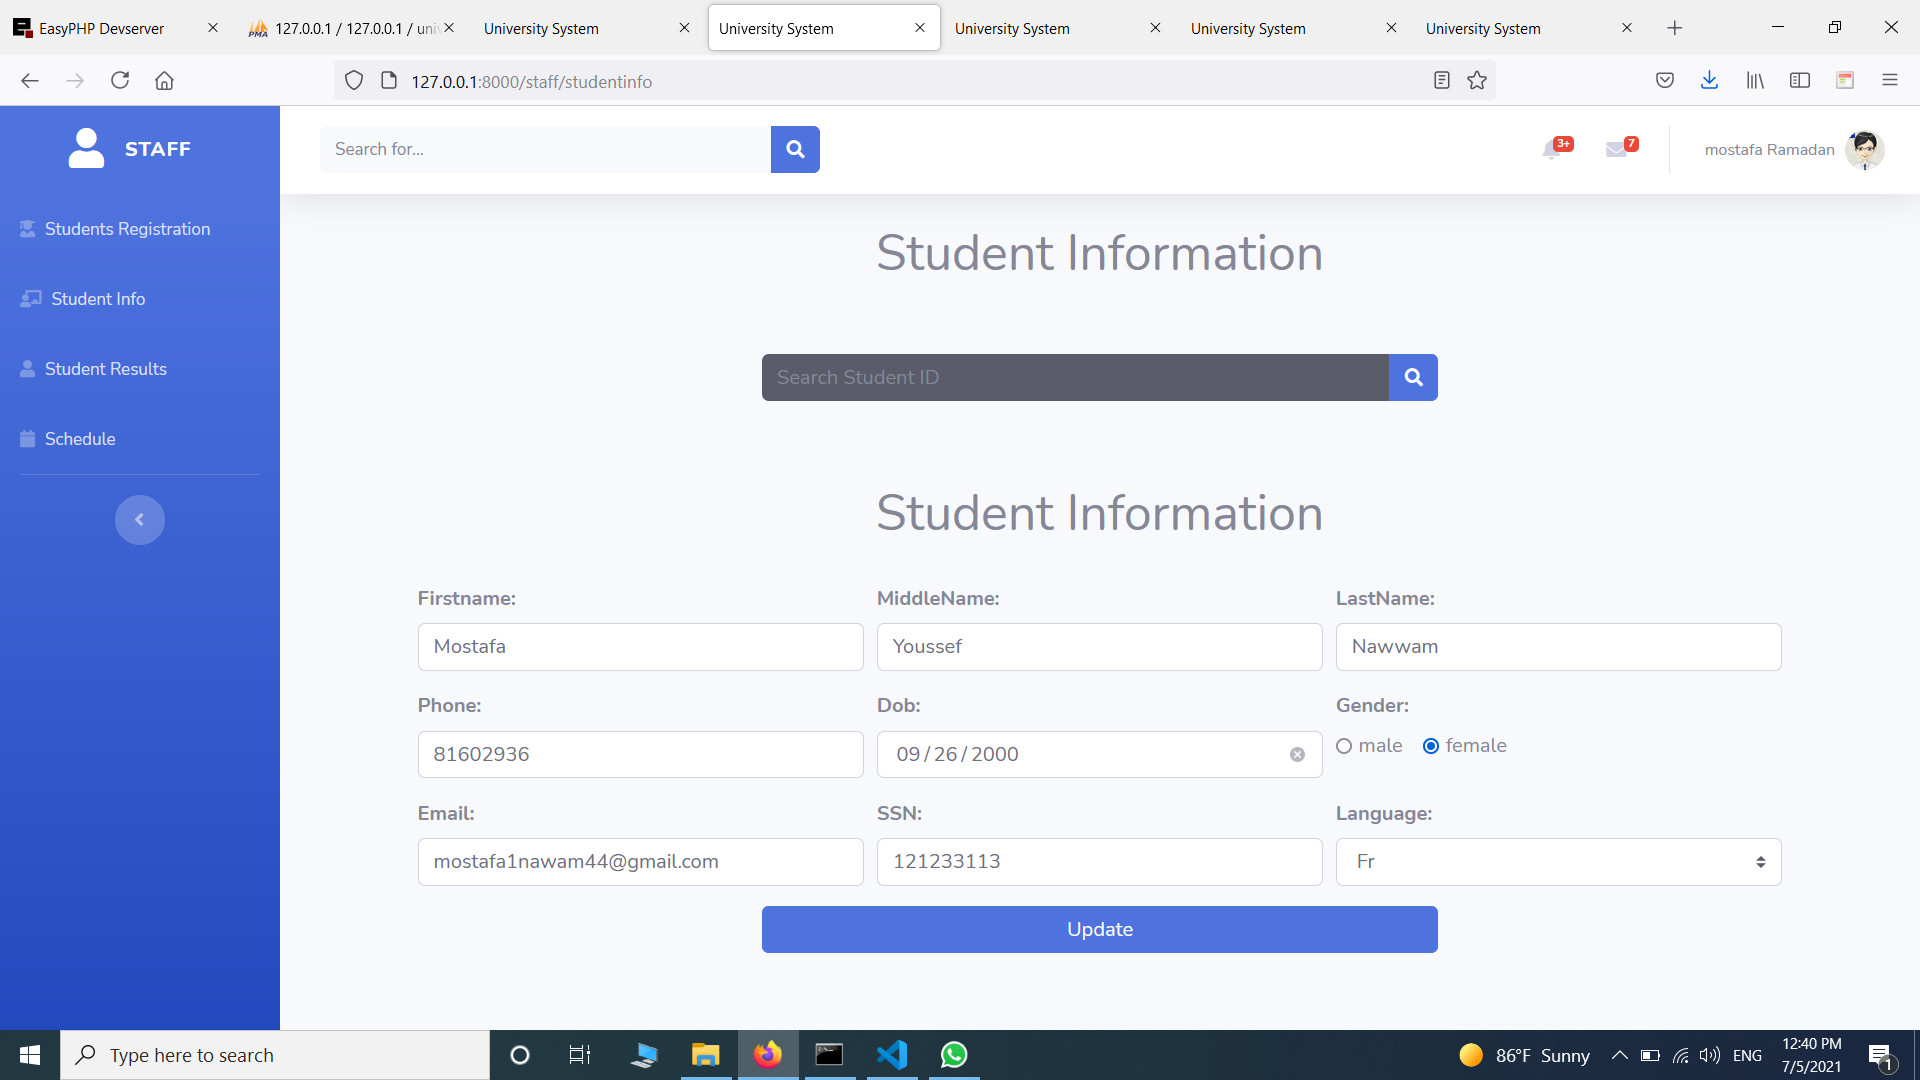 EasyPHP Devserver
127.0.0.1 / 127.0.0.1 /
University System
University System
University System
University System
University System
127.0.0.1:8000/staff/studentinfo
STAFF
Search for...
3+
7
mostafa Ramadan
Students Registration
Student Info
Student Results
Schedule
Student Information
Search Student ID
Student Information
Firstname:
MiddleName:
LastName:
Mostafa
Youssef
Nawwam
Phone:
Dob:
Gender:
81602936
09 / 26 / 2000
male
female
Email:
SSN:
Language:
mostafa1nawam44@gmail.com
121233113
Fr
Update
Type here to search
86°F Sunny
ENG
12:40 PM
7/5/2021
1